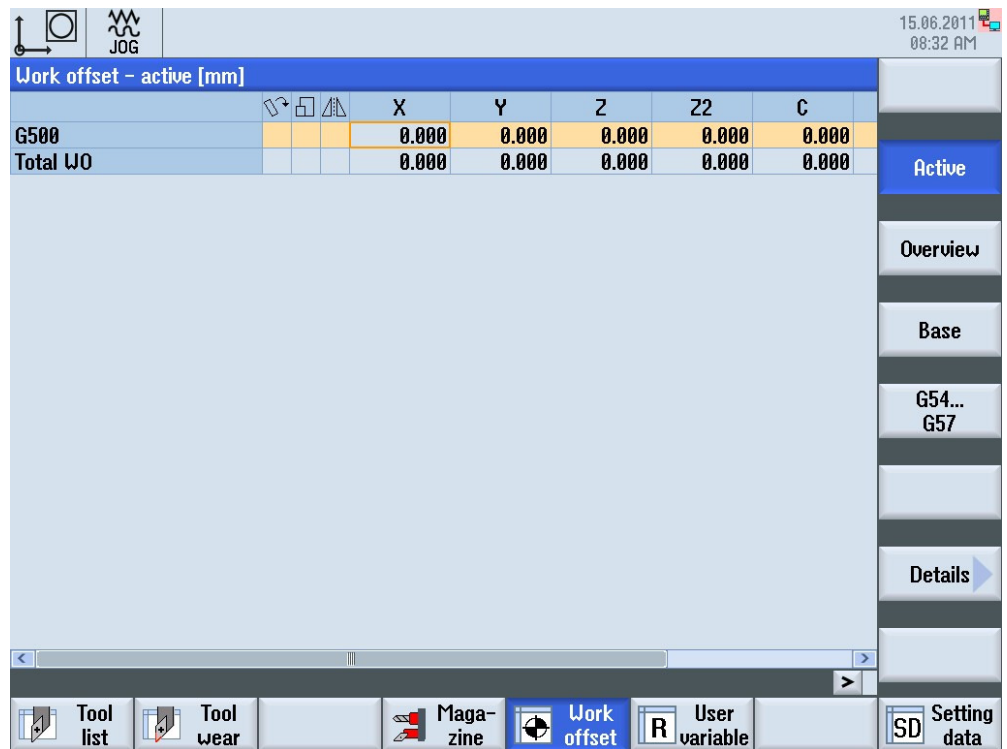 JOG
15.06.2011
08:32 AM
Work offset - active [mm]
X Y Z Z2 C
G500 0.000 0.000 0.000 0.000 0.000
Total WO 0.000 0.000 0.000 0.000 0.000
Active
Overview
Base
G54...
G57
Details
< >
>
Tool
list
Tool
wear
Maga-
zine
Work
offset
R
User
variable
SD
Setting
data